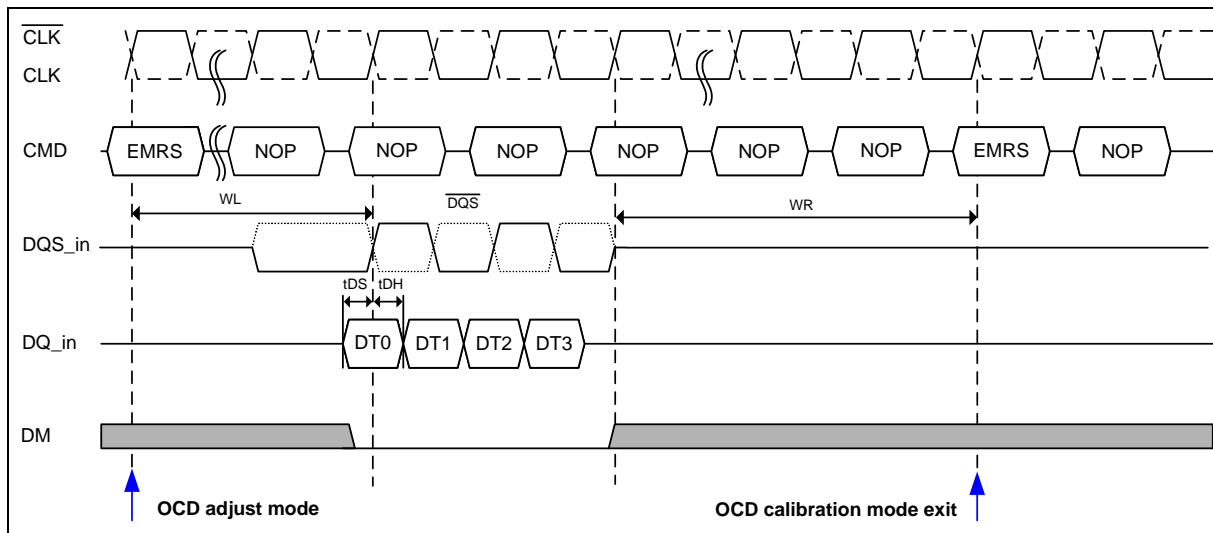 CLK
CLK
CMD
EMRS NOP NOP NOP NOP NOP NOP EMRS NOP
WL DQS WR
DQS_in
tDS tDH
DQ_in
DT0 DT1 DT2 DT3
DM
OCD adjust mode OCD calibration mode exit